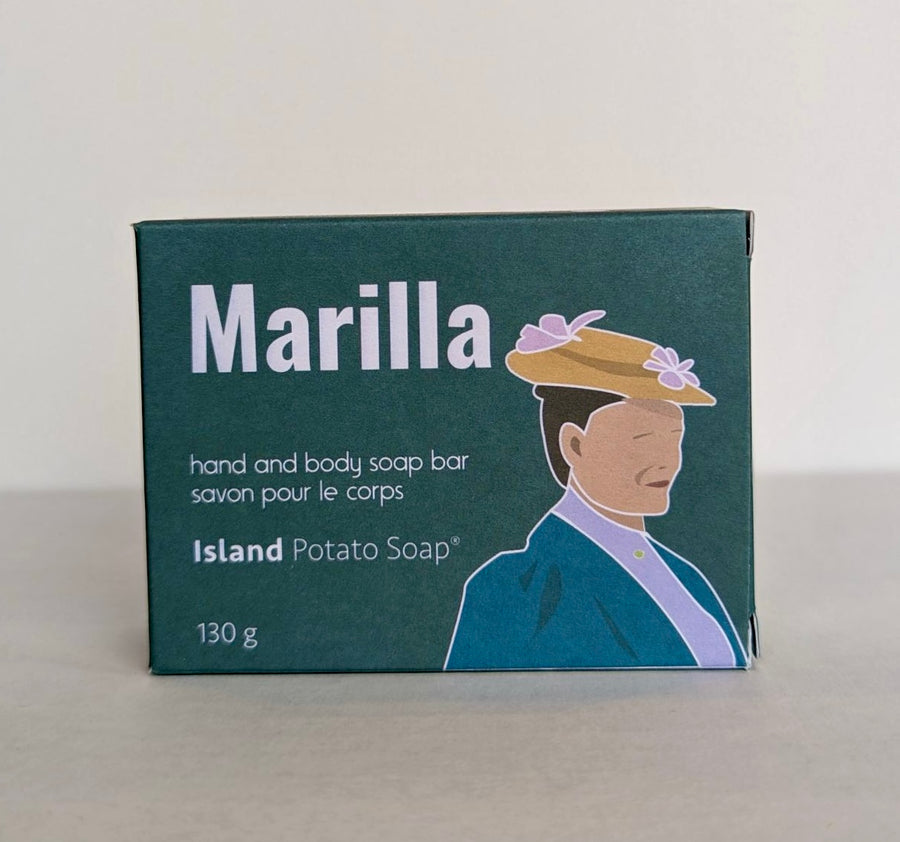 Marilla
hand and body soap bar
savon pour le corps
Island Potato Soap®
130 g